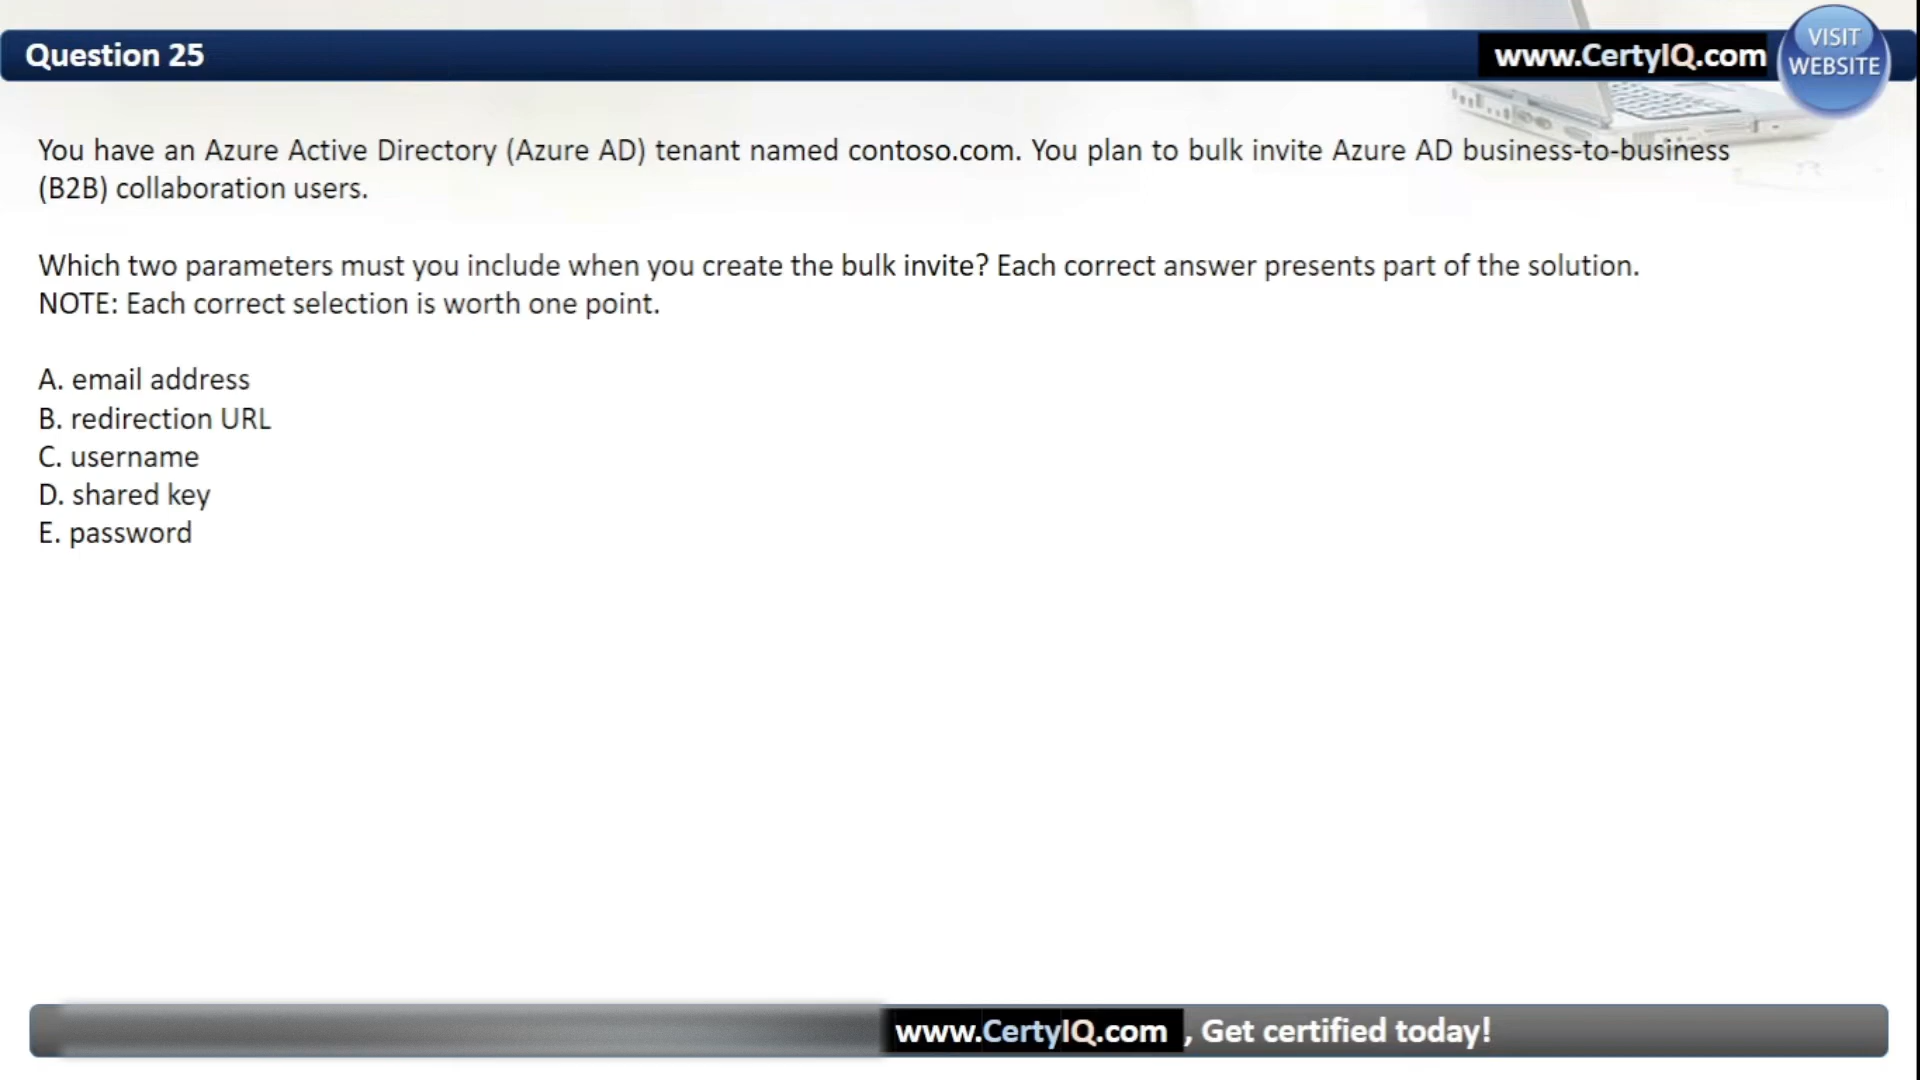 Question 25
www.CertyIQ.com
VISIT
WEBSITE
You have an Azure Active Directory (Azure AD) tenant named contoso.com. You plan to bulk invite Azure AD business-to-business
(B2B) collaboration users.
Which two parameters must you include when you create the bulk invite? Each correct answer presents part of the solution.
NOTE: Each correct selection is worth one point.
A. email address
B. redirection URL
C. username
D. shared key
E. password
www.CertyIQ.com , Get certified today!